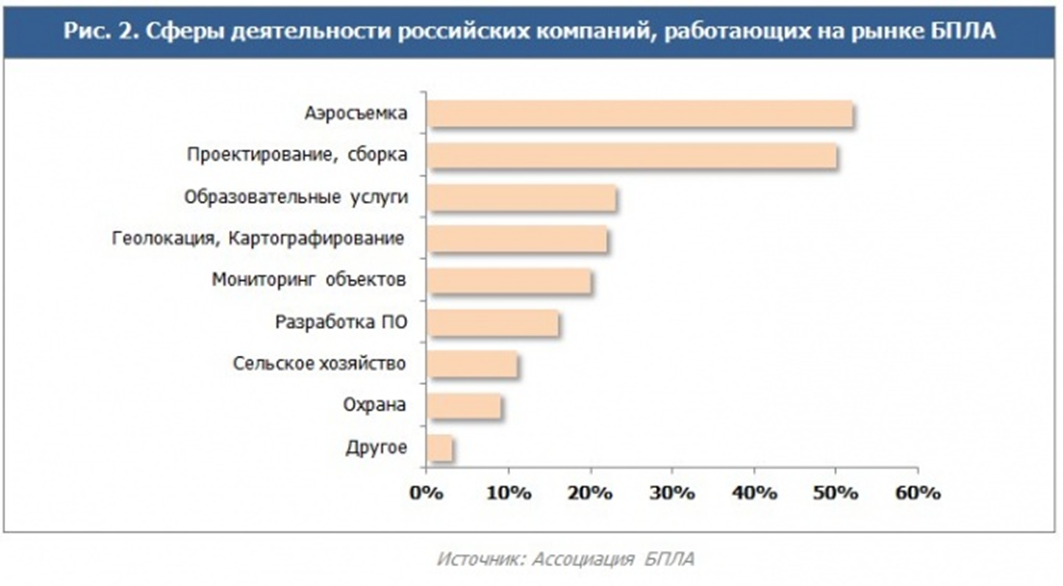 Рис. 2. Сферы деятельности российских компаний, работающих на рынке БПЛА
Аэросъемка
Проектирование, сборка
Образовательные услуги
Геолокация, Картографирование
Мониторинг объектов
Разработка ПО
Сельское хозяйство
Охрана
Другое
0% 10% 20% 30% 40% 50% 60%
Источник: Ассоциация БПЛА